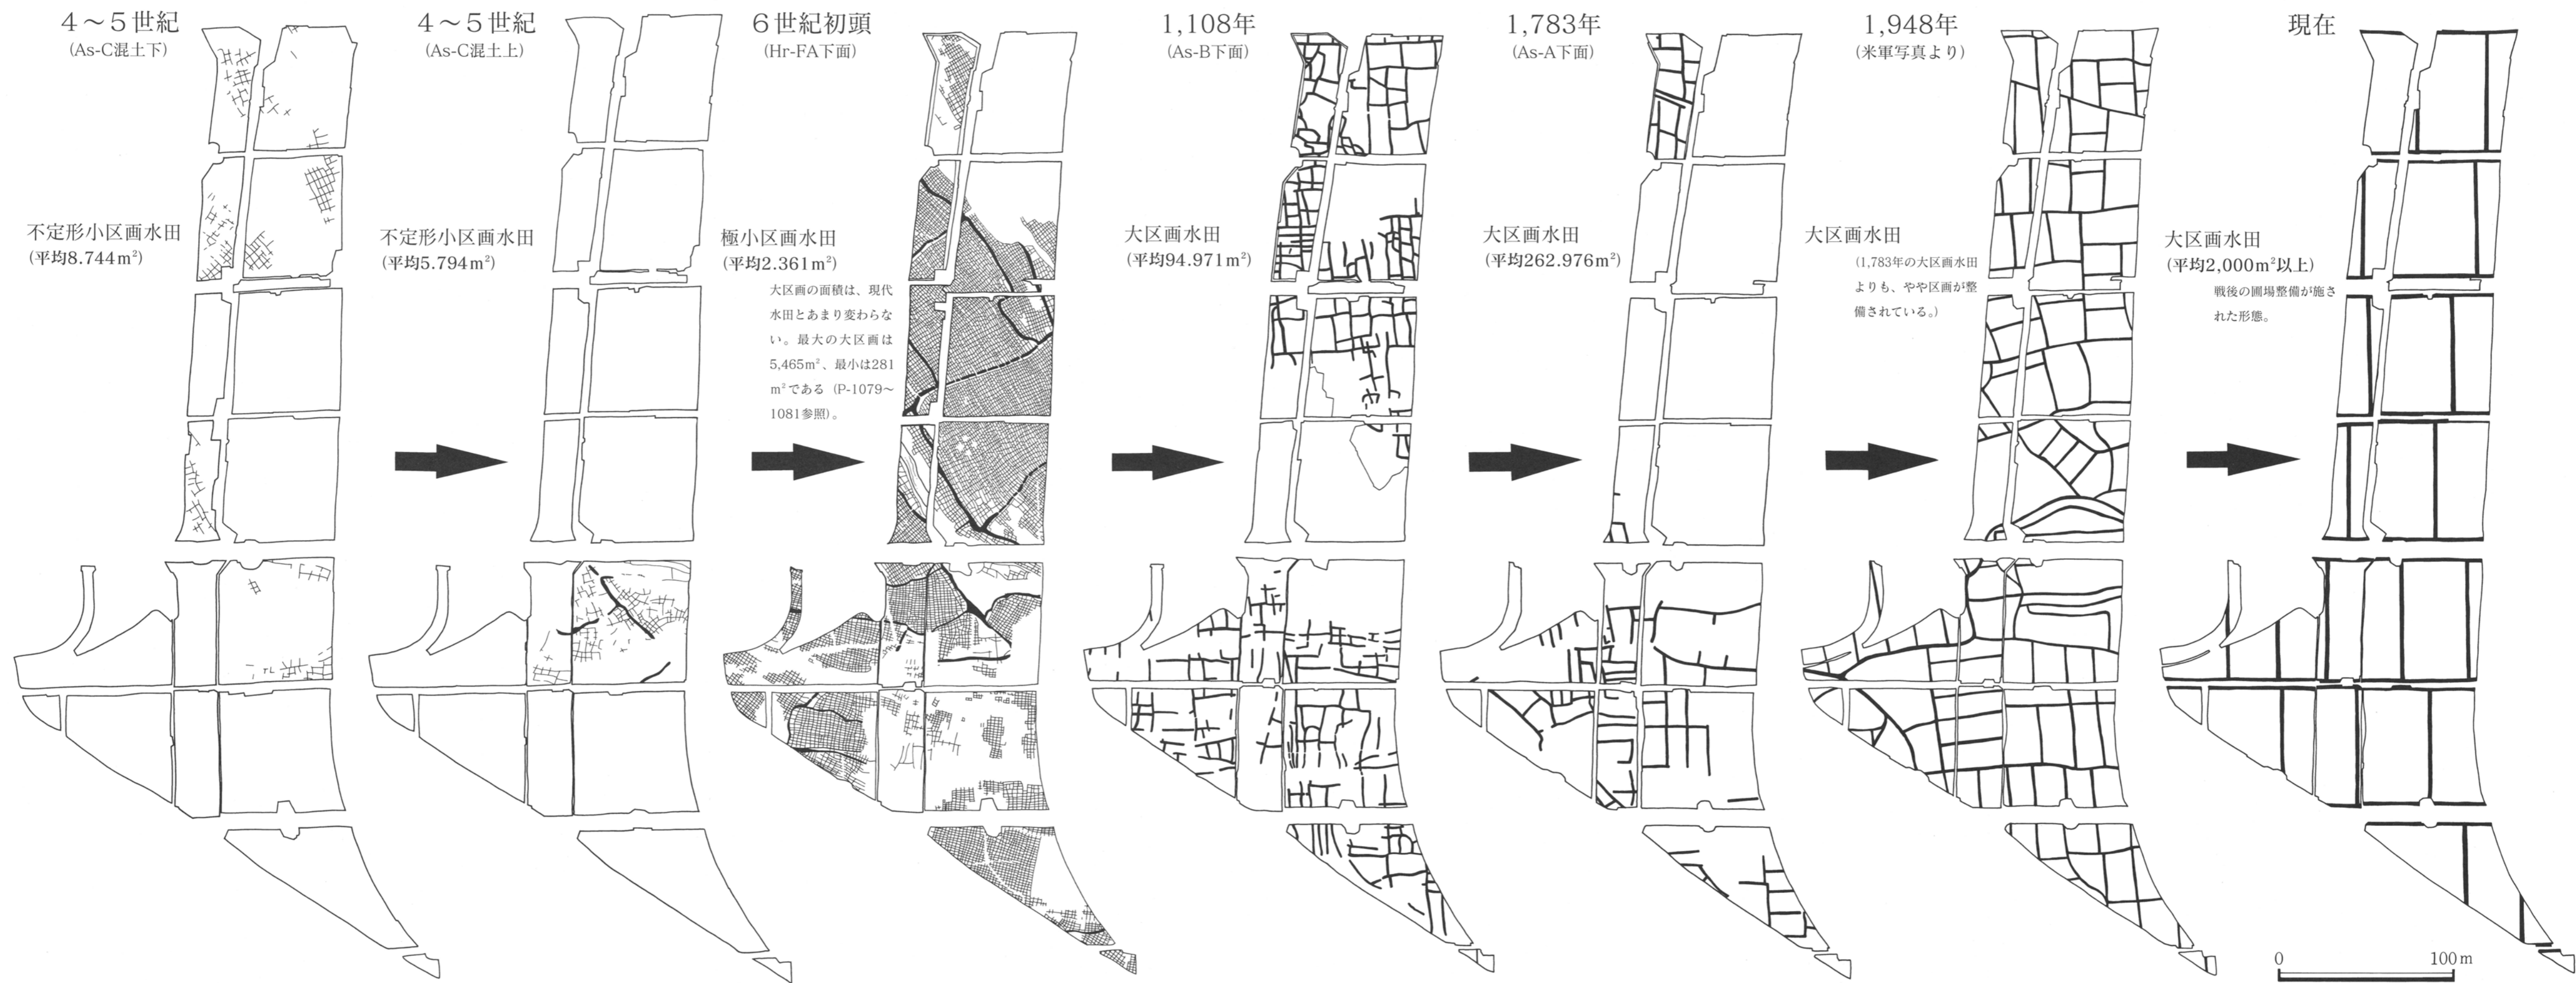 ４～５世紀
(As-C混土下)
不定形小区画水田
(平均8.744m²)
４～５世紀
(As-C混土上)
不定形小区画水田
(平均5.794m²)
６世紀初頭
(Hr-FA下面)
極小区画水田
(平均2.361m²)
大区画の面積は、現代
水田とあまり変わらな
い。最大の大区画は
5,465m²、最小は281
m²である（P-1079～
1081参照）。
1,108年
(As-B下面)
大区画水田
(平均94.971m²)
1,783年
(As-A下面)
大区画水田
(平均262.976m²)
1,948年
(米軍写真より)
大区画水田
(1,783年の大区画水田
よりも、やや区画が整
備されている。)
現在
大区画水田
(平均2,000m²以上)
戦後の圃場整備が施さ
れた形態。
0 100m